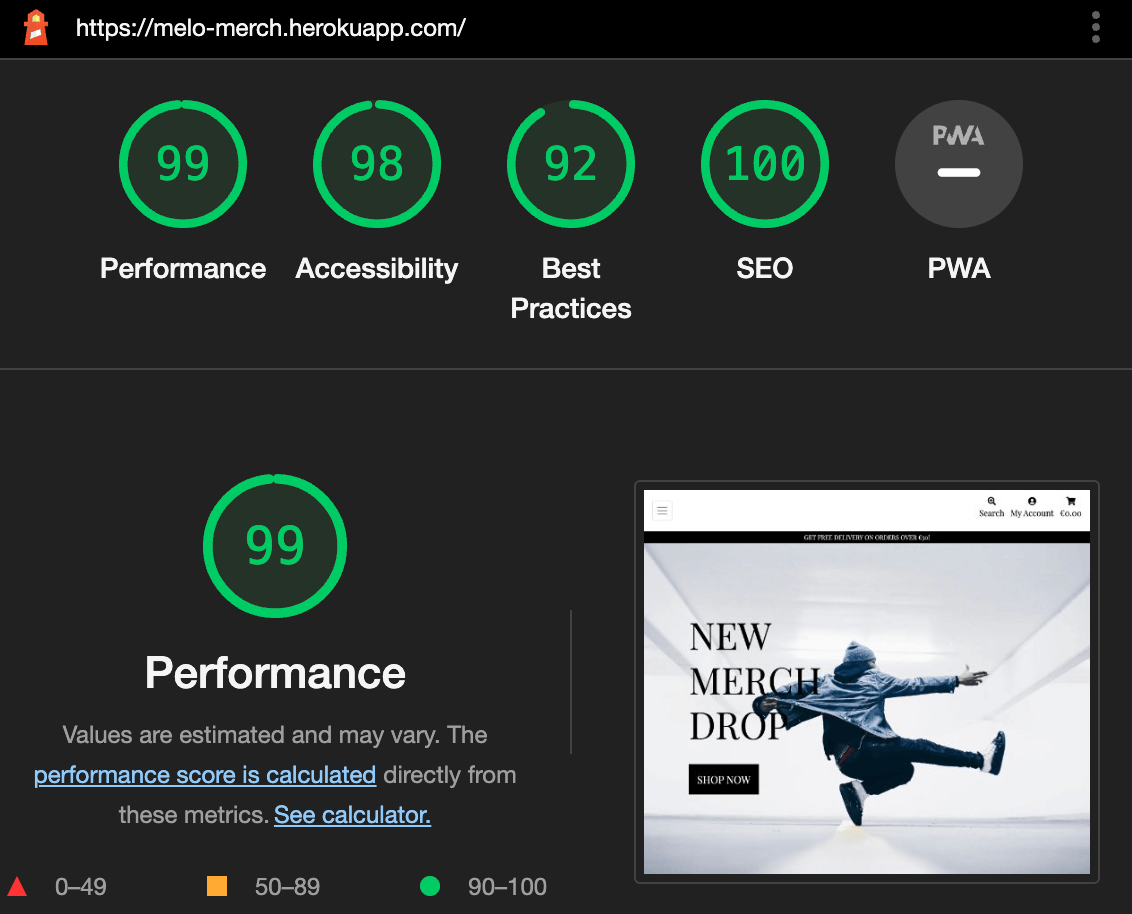 https://melo-merch.herokuapp.com/
99
98
92
100
PWA
Performance
Accessibility
Best
Practices
SEO
PWA
99
Performance
Values are estimated and may vary. The
performance score is calculated directly from
these metrics. See calculator.
0–49
50–89
90–100
Search
My Account
€0.00
GET FREE DELIVERY ON ORDERS OVER €30!
NEW
MERCH
DROP
SHOP NOW